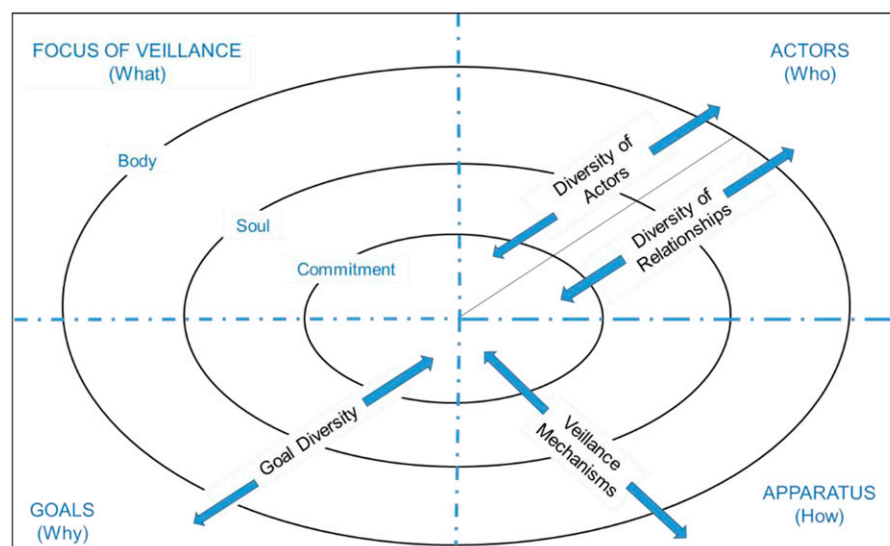 FOCUS OF VEILLANCE
(What)
ACTORS
(Who)
Body
Soul
Commitment
Diversity of
Actors
Diversity of
Relationships
Goal Diversity
Veillance
Mechanisms
GOALS
(Why)
APPARATUS
(How)